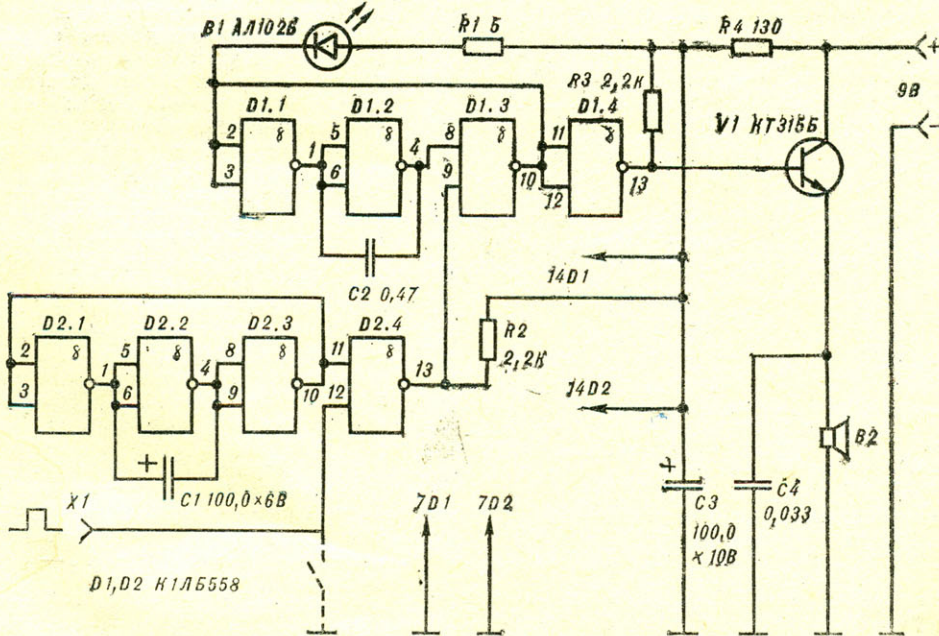 B1 АЛ102Б
R1 5
R4 130
+
9В
−
R3 2,2К
V1 КТ315Б
D1.1
D1.2
D1.3
D1.4
8
8
8
8
2
3
1
5
6
4
8
9
10
11
12
13
C2 0,47
14D1
R2
2,2К
14D2
D2.1
D2.2
D2.3
D2.4
8
8
8
8
2
3
1
5
6
4
8
9
10
11
12
13
+
C1 100,0×6В
X1
7D1
7D2
+
C3
100,0
×10В
C4
0,033
B2
D1,D2 К1ЛБ558